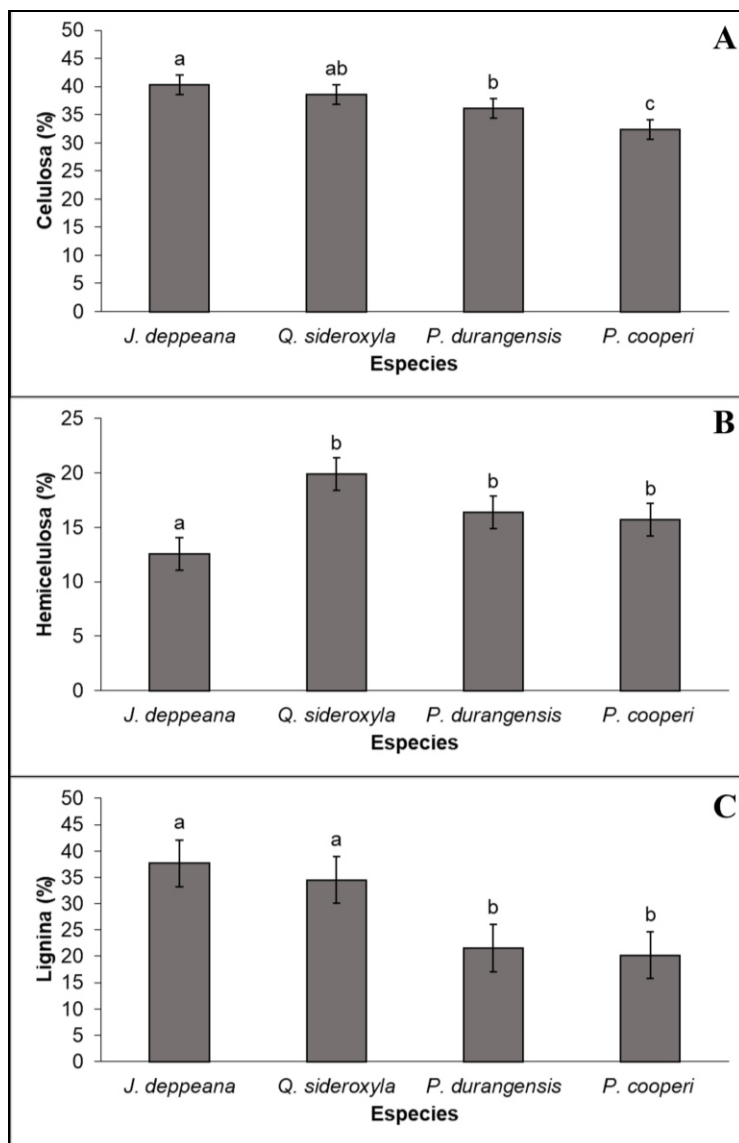 A
Celulosa (%)
50
45
40
35
30
25
20
15
10
5
0
a
ab
b
c
J. deppeana
Q. sideroxyla
P. durangensis
P. cooperi
Especies
B
Hemicelulosa (%)
25
20
15
10
5
0
a
b
b
b
J. deppeana
Q. sideroxyla
P. durangensis
P. cooperi
Especies
C
Lignina (%)
50
45
40
35
30
25
20
15
10
5
0
a
a
b
b
J. deppeana
Q. sideroxyla
P. durangensis
P. cooperi
Especies